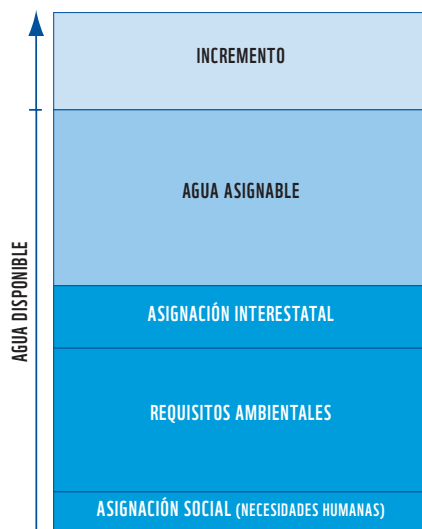 INCREMENTO
AGUA ASIGNABLE
AGUA DISPONIBLE
ASIGNACIÓN INTERESTATAL
REQUISITOS AMBIENTALES
ASIGNACIÓN SOCIAL (NECESIDADES HUMANAS)